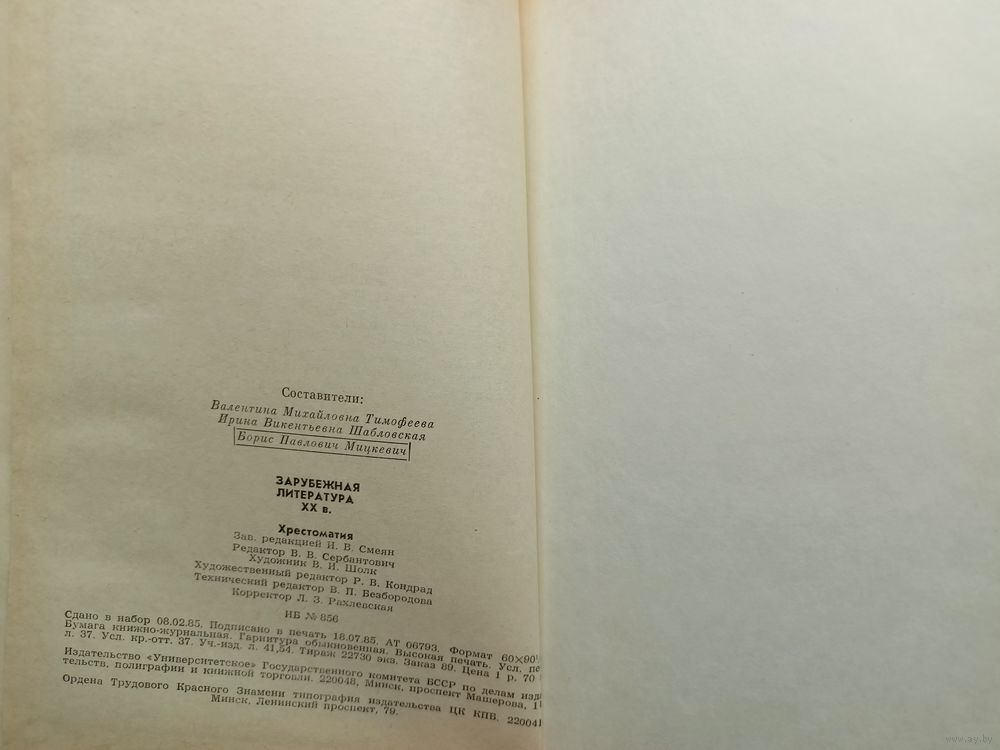 Составители:
Валентина Михайловна Тимофеева
Ирина Викентьевна Шабловская
Борис Павлович Мицкевич
ЗАРУБЕЖНАЯ
ЛИТЕРАТУРА
XX в.
Хрестоматия
Зав. редакцией И. В. Смеян
Редактор В. В. Сербантович
Художник В. И. Шолк
Художественный редактор Р. В. Кондрад
Технический редактор В. П. Безбородова
Корректор Л. З. Рахлевская
ИБ № 856
Сдано в набор 08.02.85. Подписано в печать 18.07.85. АТ 06793. Формат 60×90
Бумага книжно-журнальная. Гарнитура обыкновенная. Высокая печать. Усл. пе
л. 37. Усл. кр.-отт. 37. Уч.-изд. л. 41,54. Тираж 22730 экз. Заказ 89. Цена 1 р. 70
Издательство «Университетское» Государственного комитета БССР по делам изд
тельств, полиграфии и книжной торговли. 220048, Минск, проспект Машерова, 1
Ордена Трудового Красного Знамени типография издательства ЦК КПБ. 22004
Минск, Ленинский проспект, 79.
www.ay.by